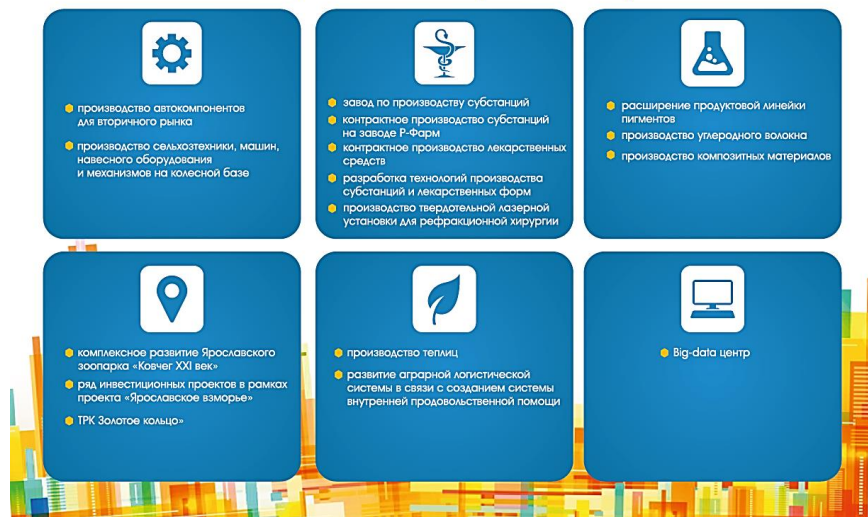 производство автокомпонентов
для вторичного рынка
производство сельхозтехники, машин,
навесного оборудования
и механизмов на колесной базе
завод по производству субстанций
контрактное производство субстанций
на заводе Р-Фарм
контрактное производство лекарственных
средств
разработка технологий производства
субстанций и лекарственных форм
производство твердотельной лазерной
установки для рефракционной хирургии
расширение продуктовой линейки
пигментов
производство углеродного волокна
производство композитных материалов
комплексное развитие Ярославского
зоопарка «Ковчег XXI век»
ряд инвестиционных проектов в рамках
проекта «Ярославское взморье»
ТРК Золотое кольцо»
производство теплиц
развитие аграрной логистической
системы в связи с созданием системы
внутренней продовольственной помощи
Big-data центр